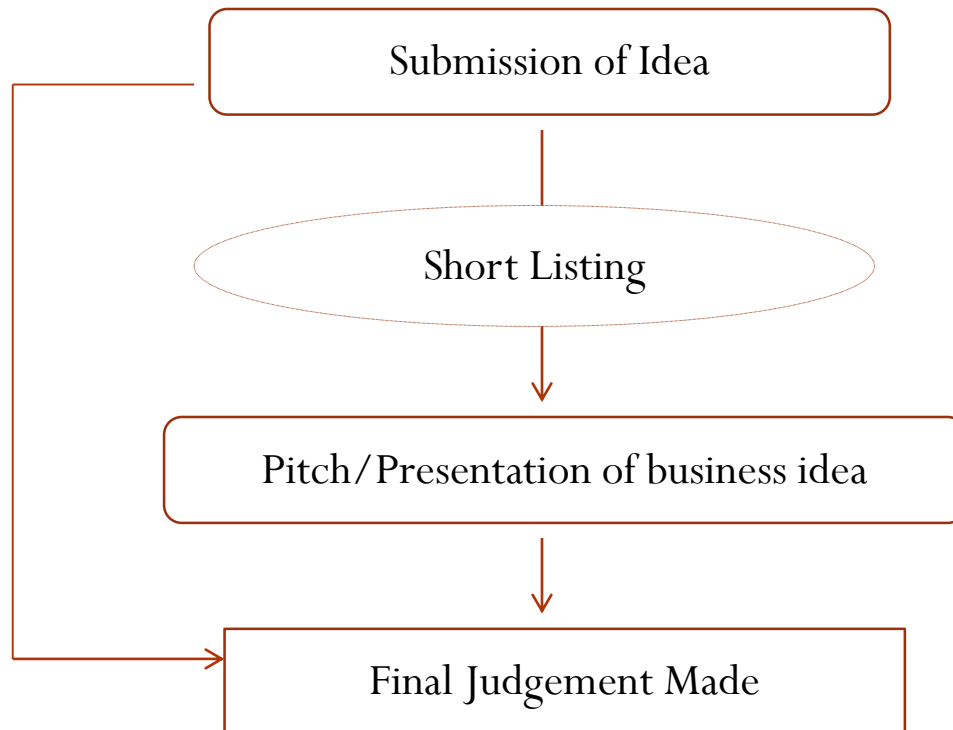 Submission of Idea
Short Listing
Pitch/Presentation of business idea
Final Judgement Made